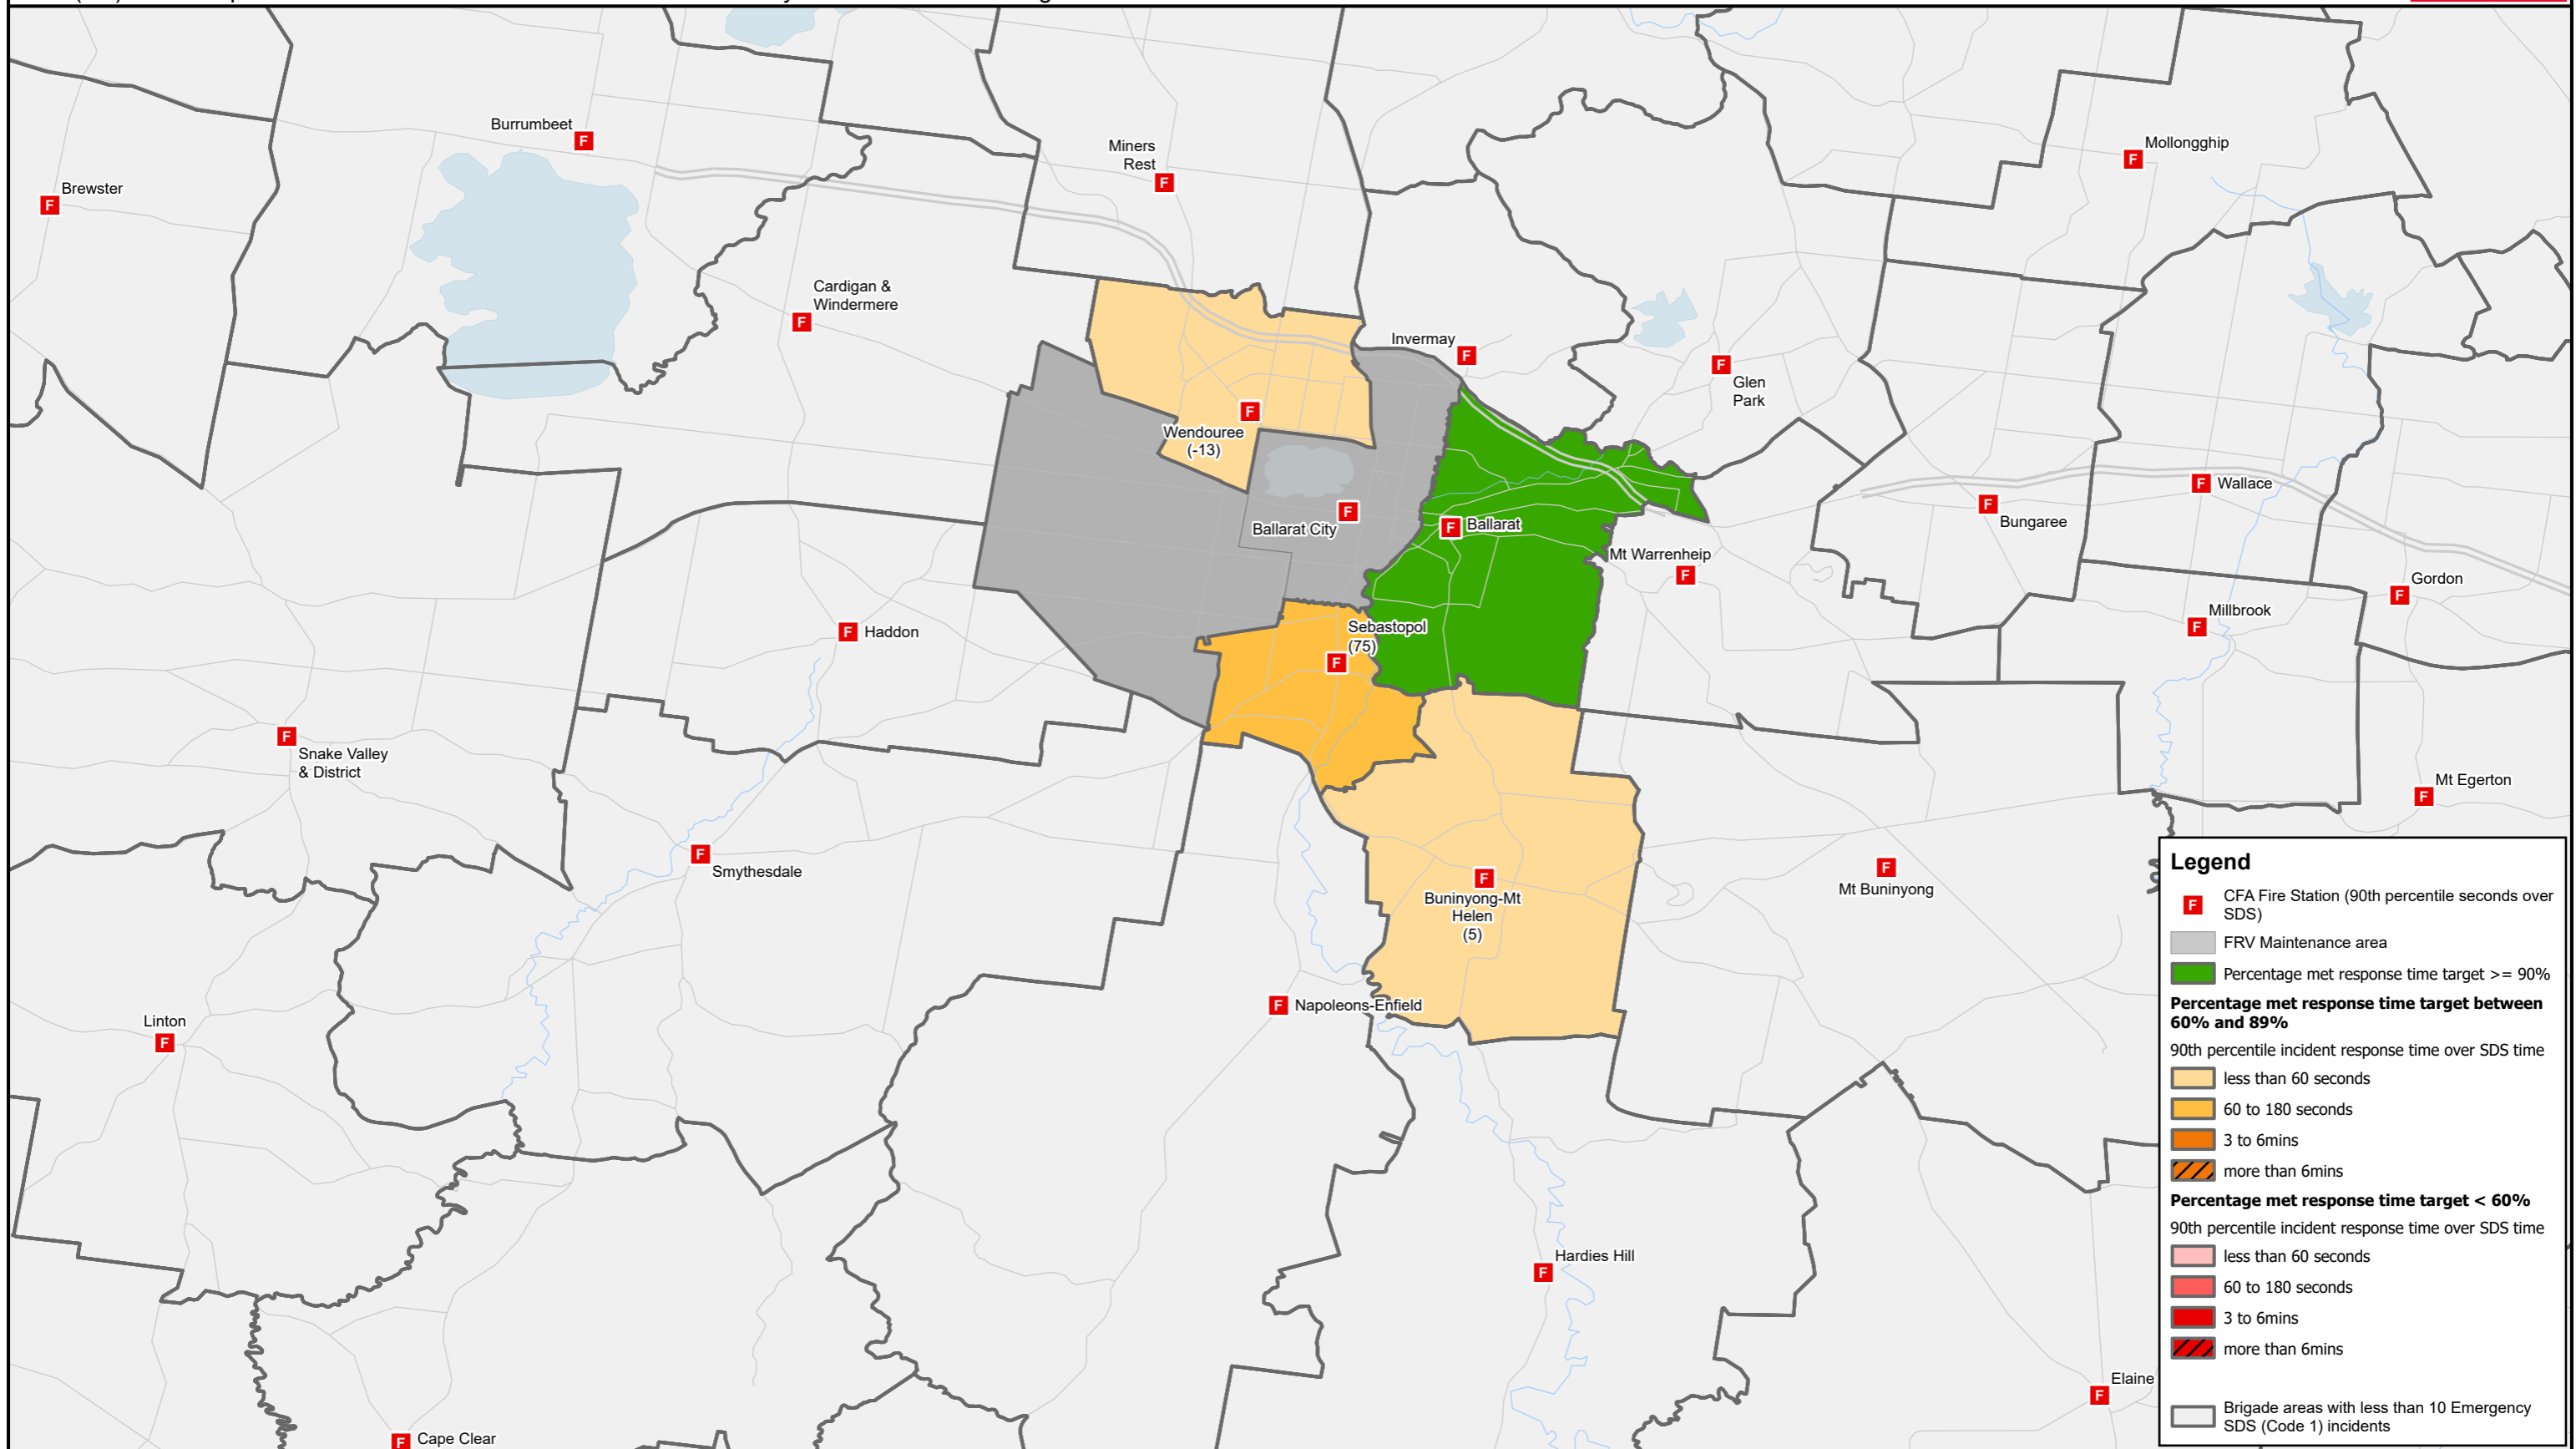 Burrumbeet
F
Brewster
F
Miners
Rest
F
Mollongghip
F
Cardigan &
Windermere
F
Invermay
F
F
Glen
Park
F
Wendouree
(-13)
F
Ballarat City
F
Ballarat
Mt Warrenheip
F
F
Bungaree
F
Wallace
Gordon
F
Millbrook
F
F
Haddon
Sebastopol
(75)
F
F
Snake Valley
& District
Mt Egerton
F
F
Smythesdale
F
Buninyong-Mt
Helen
(5)
F
Mt Buninyong
F
Napoleons-Enfield
Linton
F
Hardies Hill
F
Elaine
F
F
Cape Clear
Legend
F
CFA Fire Station (90th percentile seconds over
SDS)
FRV Maintenance area
Percentage met response time target >= 90%
Percentage met response time target between
60% and 89%
90th percentile incident response time over SDS time
less than 60 seconds
60 to 180 seconds
3 to 6mins
more than 6mins
Percentage met response time target < 60%
90th percentile incident response time over SDS time
less than 60 seconds
60 to 180 seconds
3 to 6mins
more than 6mins
Brigade areas with less than 10 Emergency
SDS (Code 1) incidents